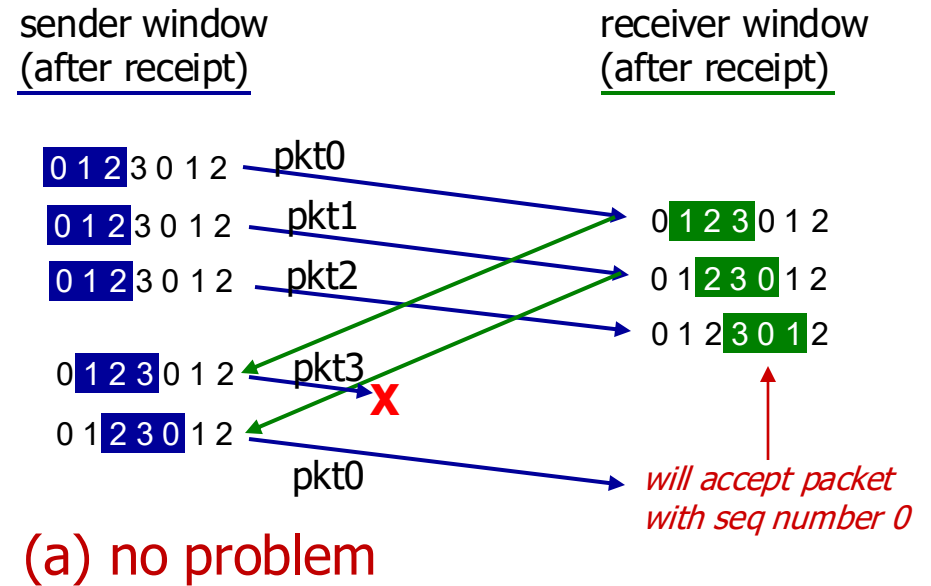 sender window
(after receipt)
receiver window
(after receipt)
0 1 2 3 0 1 2
pkt0
0 1 2 3 0 1 2
0 1 2 3 0 1 2
pkt1
0 1 2 3 0 1 2
0 1 2 3 0 1 2
pkt2
0 1 2 3 0 1 2
0 1 2 3 0 1 2
pkt3
X
0 1 2 3 0 1 2
pkt0
will accept packet
with seq number 0
(a) no problem